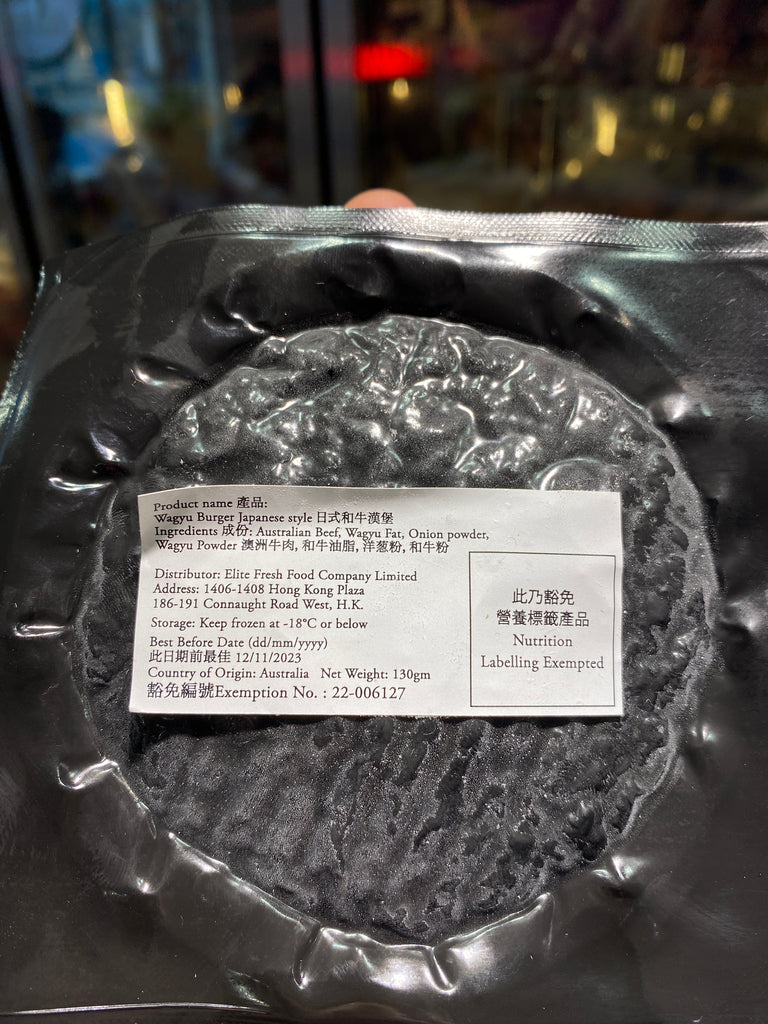 Product name 產品:
Wagyu Burger Japanese style 日式和牛漢堡
Ingredients 成份: Australian Beef, Wagyu Fat, Onion powder,
Wagyu Powder 澳洲牛肉, 和牛油脂, 洋葱粉, 和牛粉
Distributor: Elite Fresh Food Company Limited
Address: 1406-1408 Hong Kong Plaza
186-191 Connaught Road West, H.K.
Storage: Keep frozen at -18°C or below
Best Before Date (dd/mm/yyyy)
此日期前最佳 12/11/2023
Country of Origin: Australia Net Weight: 130gm
豁免編號Exemption No. : 22-006127
此乃豁免
營養標籤產品
Nutrition
Labelling Exempted